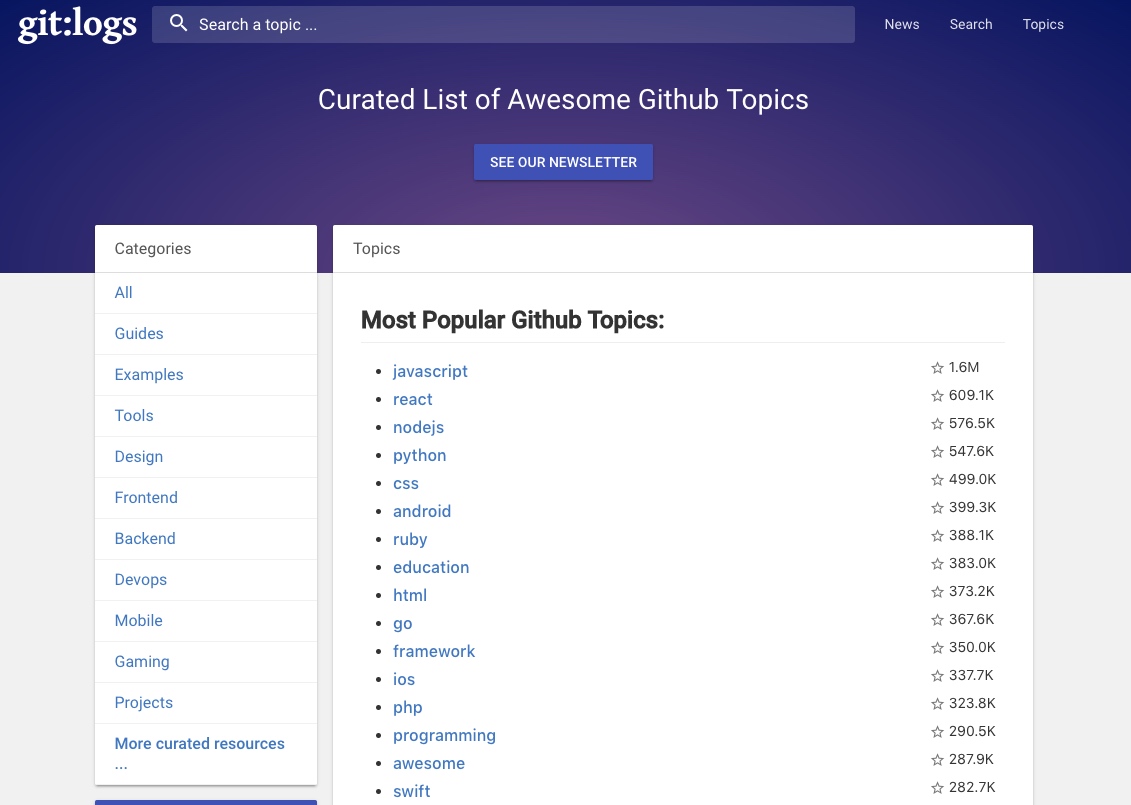 git:logs
Search a topic ...
News
Search
Topics
Curated List of Awesome Github Topics
SEE OUR NEWSLETTER
Categories
All
Guides
Examples
Tools
Design
Frontend
Backend
Devops
Mobile
Gaming
Projects
More curated resources
...
Topics
Most Popular Github Topics:
javascript 1.6M
react 609.1K
nodejs 576.5K
python 547.6K
css 499.0K
android 399.3K
ruby 388.1K
education 383.0K
html 373.2K
go 367.6K
framework 350.0K
ios 337.7K
php 323.8K
programming 290.5K
awesome 287.9K
swift 282.7K